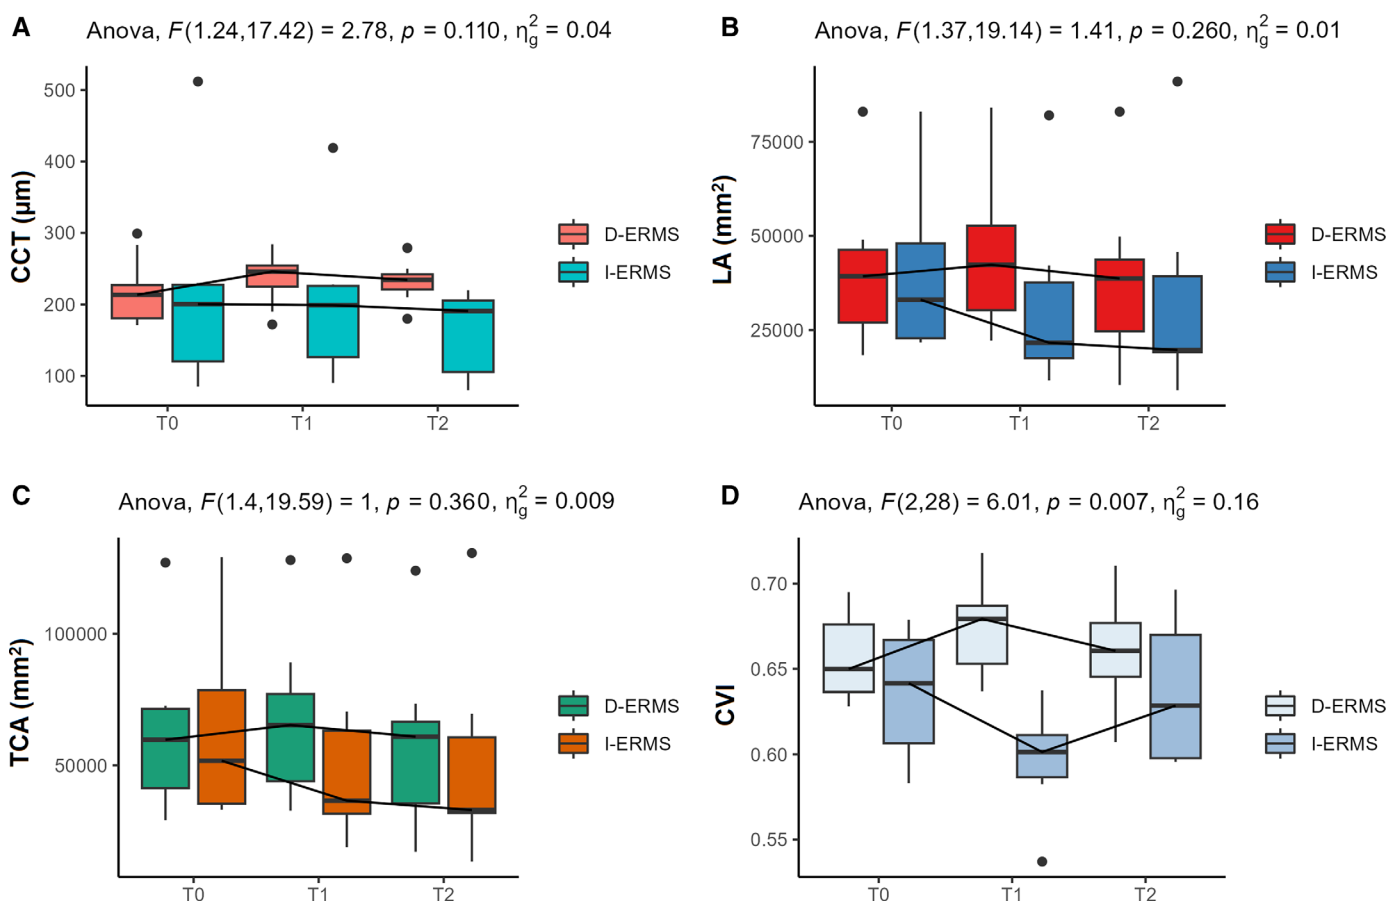 A
Anova, F(1.24,17.42) = 2.78, p = 0.110, η²g = 0.04
CCT (µm)
500
400
300
200
100
T0 T1 T2
D-ERMS
I-ERMS
B
Anova, F(1.37,19.14) = 1.41, p = 0.260, η²g = 0.01
LA (mm²)
75000
50000
25000
T0 T1 T2
D-ERMS
I-ERMS
C
Anova, F(1.4,19.59) = 1, p = 0.360, η²g = 0.009
TCA (mm²)
100000
50000
T0 T1 T2
D-ERMS
I-ERMS
D
Anova, F(2,28) = 6.01, p = 0.007, η²g = 0.16
CVI
0.70
0.65
0.60
0.55
T0 T1 T2
D-ERMS
I-ERMS